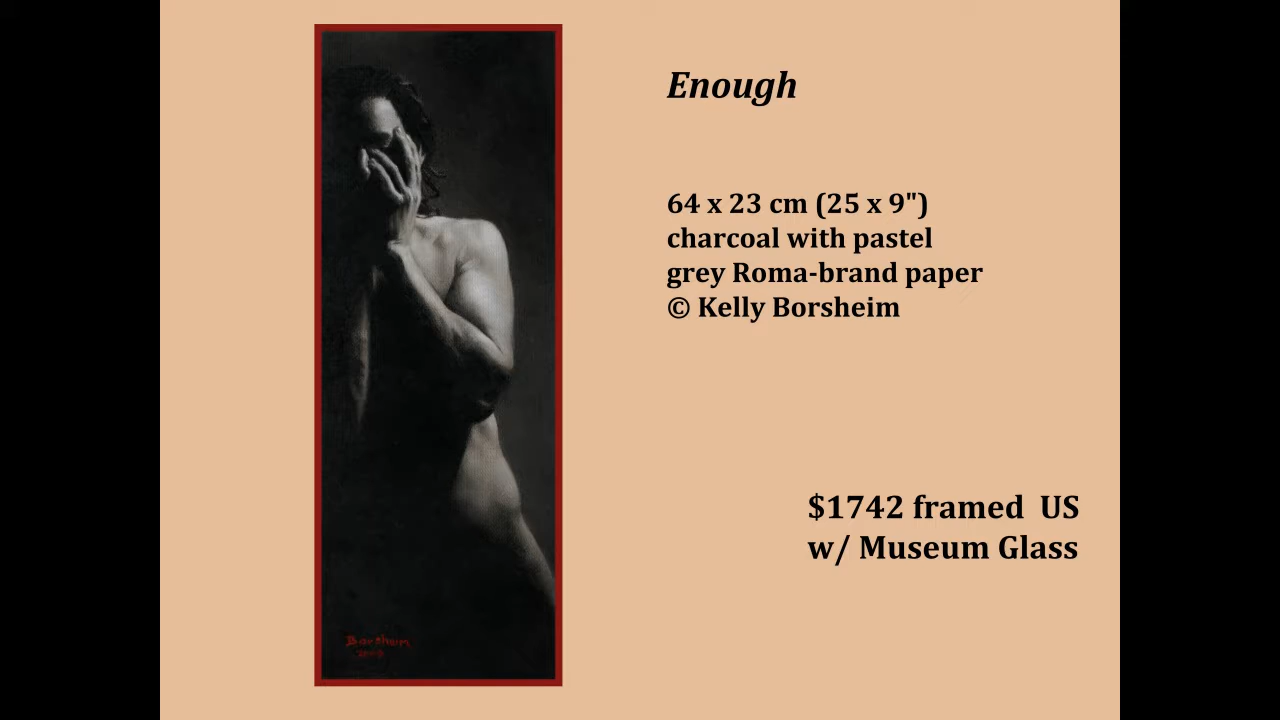 Enough
64 x 23 cm (25 x 9")
charcoal with pastel
grey Roma-brand paper
© Kelly Borsheim
$1742 framed  US
w/ Museum Glass
Borsheim